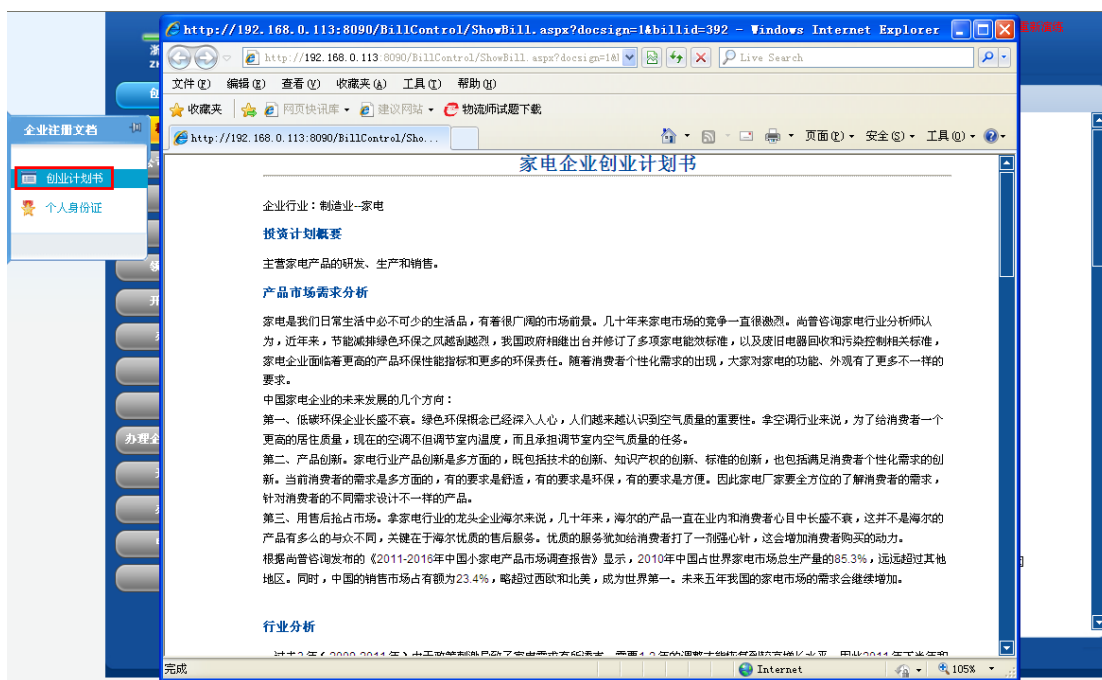 http://192.168.0.113:8090/BillControl/ShowBill.aspx?docsign=1&billid=392 - Windows Internet Explorer
http://192.168.0.113:8090/BillControl/ShowBill.aspx?docsign=1&l
Live Search
文件(F) 编辑(E) 查看(V) 收藏夹(A) 工具(T) 帮助(H)
收藏夹 网页快讯库 建议网站 物流师试题下载
http://192.168.0.113:8090/BillControl/Sho...
页面(P) 安全(S) 工具(O)
企业注册文档
创业计划书
个人身份证
办理企
家电企业创业计划书
企业行业：制造业--家电
投资计划概要
主营家电产品的研发、生产和销售。
产品市场需求分析
家电是我们日常生活中必不可少的生活品，有着很广阔的市场前景。几十年来家电市场的竞争一直很激烈。尚普咨询家电行业分析师认
为，近年来，节能减排绿色环保之风越刮越烈，我国政府相继出台并修订了多项家电能效标准，以及废旧电器回收和污染控制相关标准，
家电企业面临着更高的产品环保性能指标和更多的环保责任。随着消费者个性化需求的出现，大家对家电的功能、外观有了更多不一样的
要求。
中国家电企业的未来发展的几个方向：
第一、低碳环保企业长盛不衰。绿色环保概念已经深入人心，人们越来越认识到空气质量的重要性。拿空调行业来说，为了给消费者一个
更高的居住质量，现在的空调不但调节室内温度，而且承担调节室内空气质量的任务。
第二、产品创新。家电行业产品创新是多方面的，既包括技术的创新、知识产权的创新、标准的创新，也包括满足消费者个性化需求的创
新。当前消费者的需求是多方面的，有的要求是舒适，有的要求是环保，有的要求是方便。因此家电厂家要全方位的了解消费者的需求，
针对消费者的不同需求设计不一样的产品。
第三、用售后抢占市场。拿家电行业的龙头企业海尔来说，几十年来，海尔的产品一直在业内和消费者心目中长盛不衰，这并不是海尔的
产品有多么的与众不同，关键在于海尔优质的售后服务。优质的服务犹如给消费者打了一剂强心针，这会增加消费者购买的动力。
根据尚普咨询发布的《2011-2016年中国小家电产品市场调查报告》显示，2010年中国占世界家电市场总生产量的85.3%，远远超过其他
地区。同时，中国的销售市场占有额为23.4%，略超过西欧和北美，成为世界第一。未来五年我国的家电市场的需求会继续增加。
行业分析
完成
Internet
105%